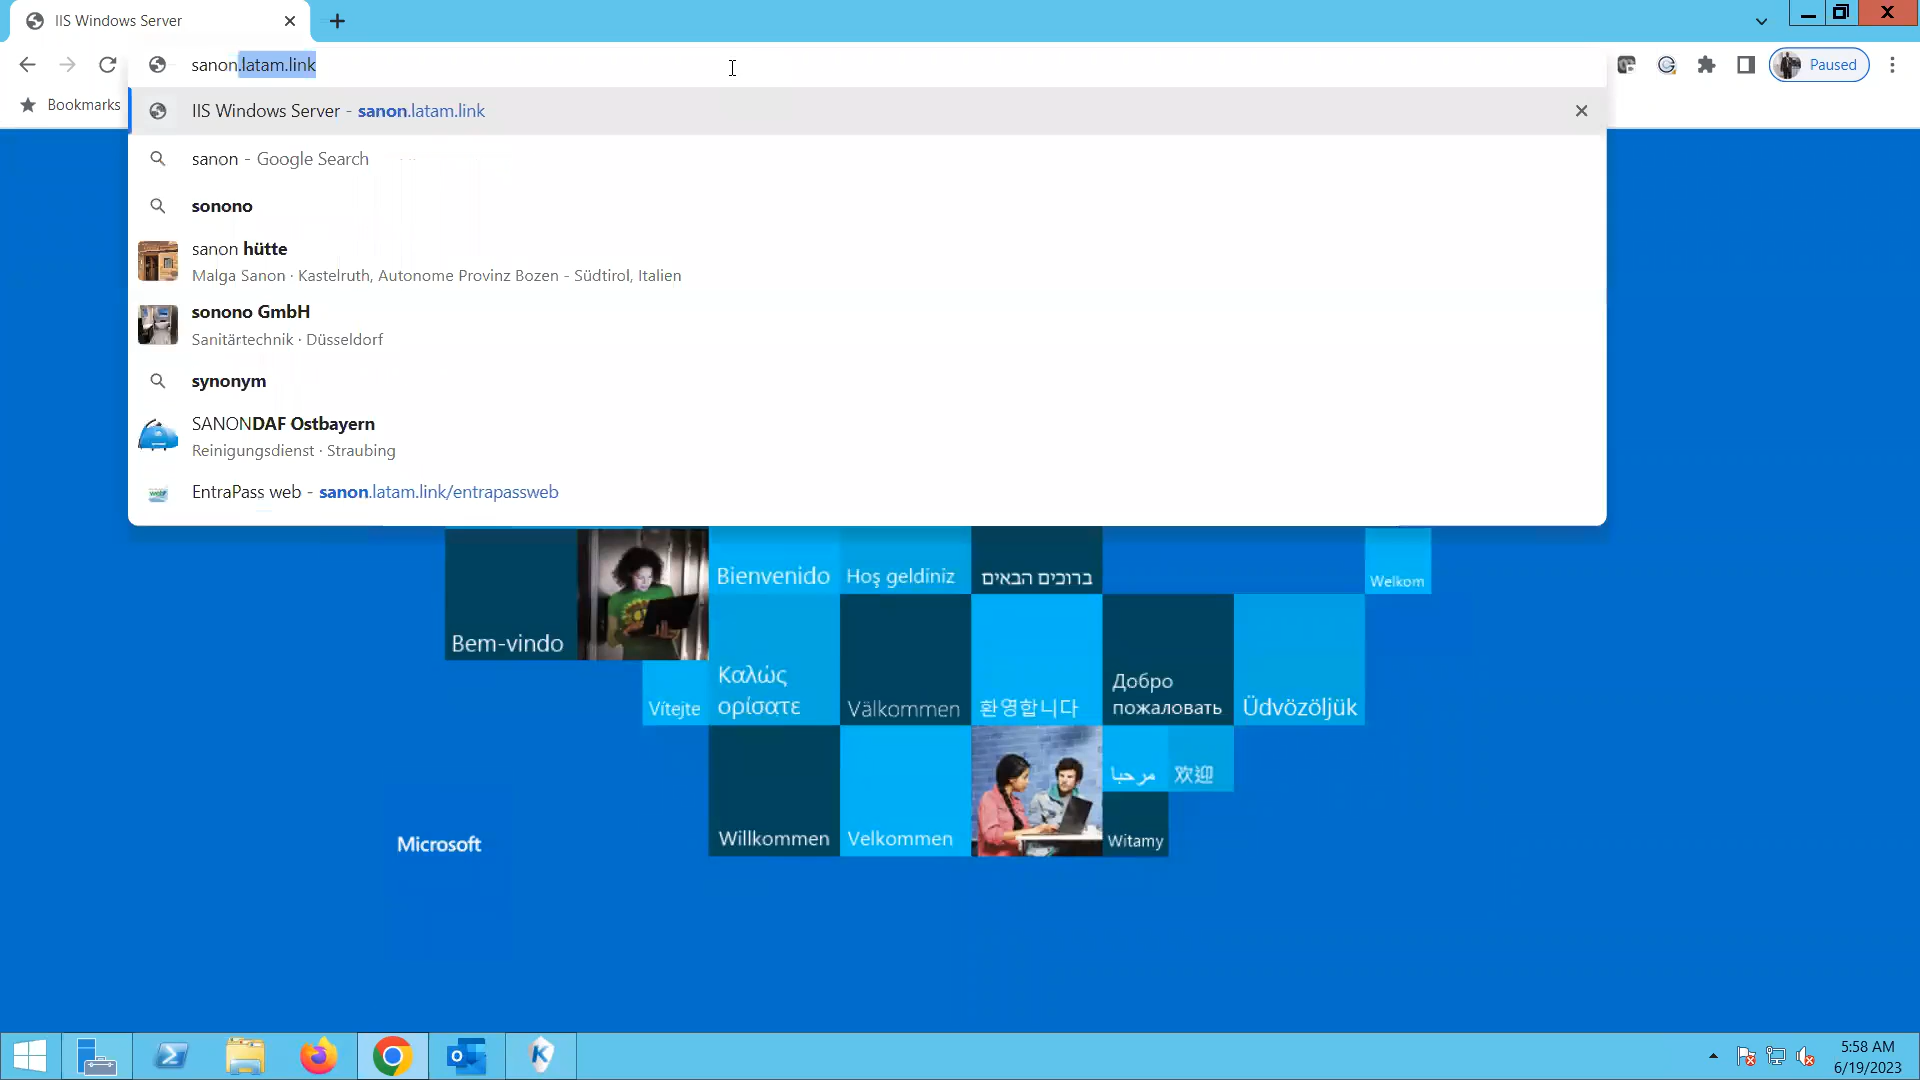 IIS Windows Server
sanon.latam.link
Paused
Bookmarks
IIS Windows Server - sanon.latam.link
sanon - Google Search
sonono
sanon hütte
Malga Sanon · Kastelruth, Autonome Provinz Bozen - Südtirol, Italien
sonono GmbH
Sanitärtechnik · Düsseldorf
synonym
SANONDAF Ostbayern
Reinigungsdienst · Straubing
EntraPass web - sanon.latam.link/entrapassweb
Bienvenido
Hoş geldiniz
ברוכים הבאים
Welkom
Bem-vindo
Vítejte
Καλώς
ορίσατε
Välkommen
환영합니다
Добро
пожаловать
Üdvözöljük
مرحبا
欢迎
Microsoft
Willkommen
Velkommen
Witamy
5:58 AM
6/19/2023